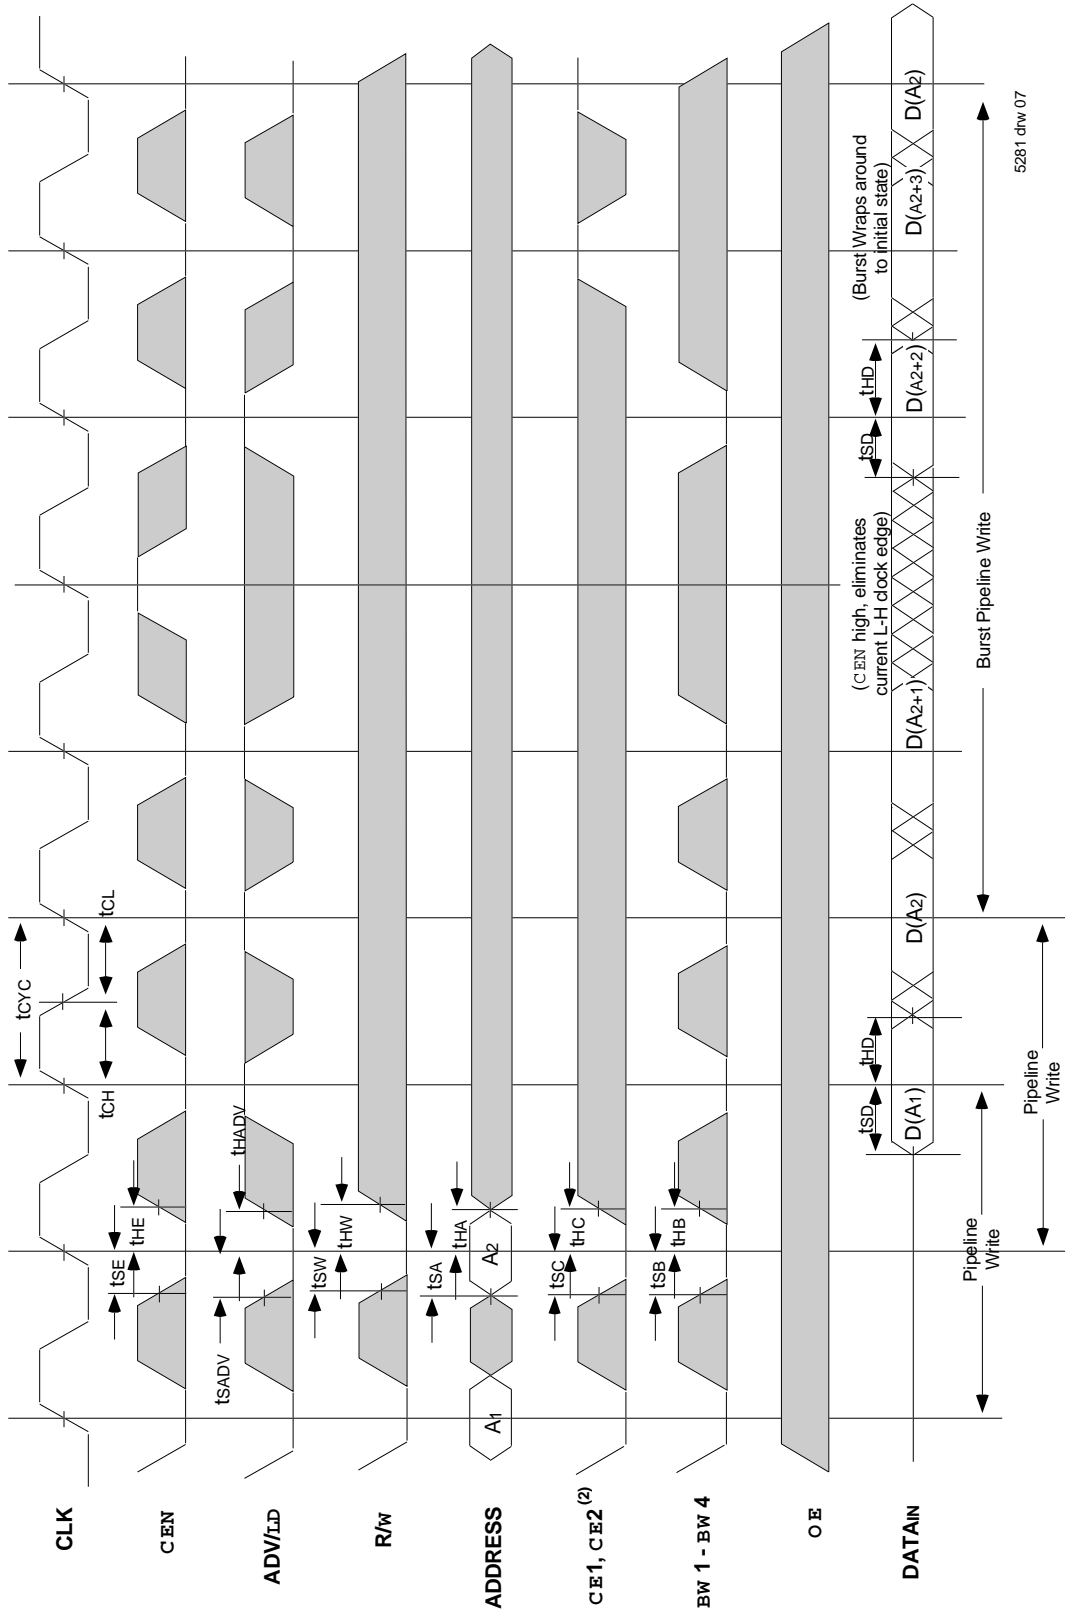 CLK
tCYC
tCH
tCL
CEN
tSE
tHE
ADV/LD
tSADV
tHADV
R/W
tSW
tHW
ADDRESS
A1
A2
tSA
tHA
CE1, CE2(2)
tSC
tHC
BW1 - BW4
tSB
tHB
OE
DATAIN
tSD
tHD
(CEN high, eliminates
current L-H clock edge)
tSD
tHD
(Burst Wraps around
to initial state)
D(A1)
D(A2)
D(A2+1)
D(A2+2)
D(A2+3)
D(A2)
Pipeline
Write
Pipeline
Write
Burst Pipeline Write
5281 drw 07